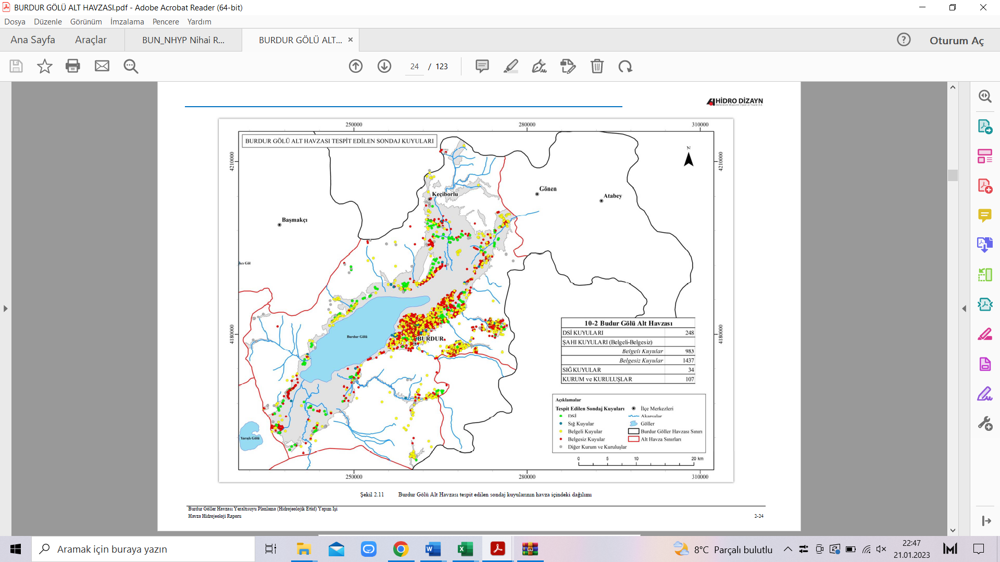 BURDUR GÖLÜ ALT HAVZASI.pdf - Adobe Acrobat Reader (64-bit)
Dosya Düzenle Görünüm İmzalama Pencere Yardım
Ana Sayfa Araçlar BUN_NHYP Nihai R... BURDUR GÖLÜ ALT... × ? Oturum Aç
24 / 123
HİDRO DİZAYN
250000 280000 310000
BURDUR GÖLÜ ALT HAVZASI TESPİT EDİLEN SONDAJ KUYULARI
N
4210000 4210000
Keçiborlu
Gönen
Atabey
Başmakçı
Acı Göl
4180000 4180000
Burdur Gölü
BURDUR
Yarışlı Gölü
10-2 Budur Gölü Alt Havzası
DSİ KUYULARI 248
ŞAHI KUYULARI (Belgeli-Belgesiz)
Belgeli Kuyular 983
Belgesiz Kuyular 1437
SIĞ KUYULAR 34
KURUM ve KURULUŞLAR 107
Açıklamalar
Tespit Edilen Sondaj Kuyuları
DSİ
Sığ Kuyular
Belgeli Kuyular
Belgesiz Kuyular
Diğer Kurum ve Kuruluşlar
İlçe Merkezleri
Akarsular
Göller
Burdur Göller Havzası Sınırı
Alt Havza Sınırları
0 5 10 20 km
250000 280000 310000
Şekil 2.11 Burdur Gölü Alt Havzası tespit edilen sondaj kuyularının havza içindeki dağılımı
Burdur Göller Havzası Yeraltısuyu Planlama (Hidrojeolojik Etüd) Yapım İşi
Havza Hidrojeoloji Raporu 2-24
Aramak için buraya yazın
8°C Parçalı bulutlu
22:47
21.01.2023